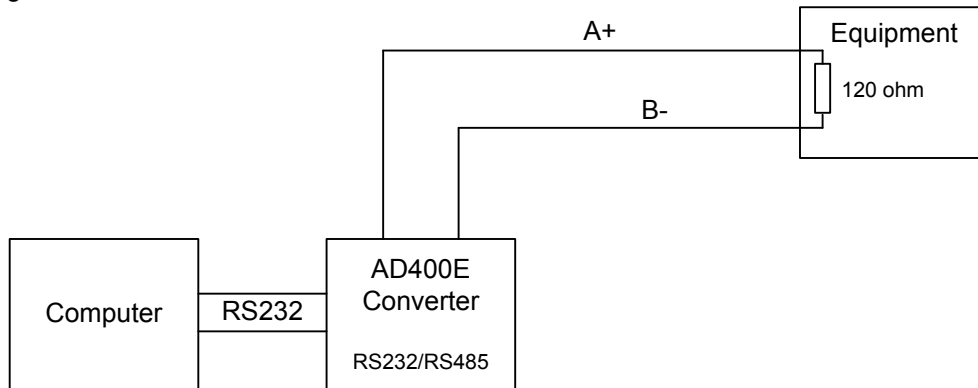 A+
Equipment
120 ohm
B-
AD400E
Converter
Computer
RS232
RS232/RS485